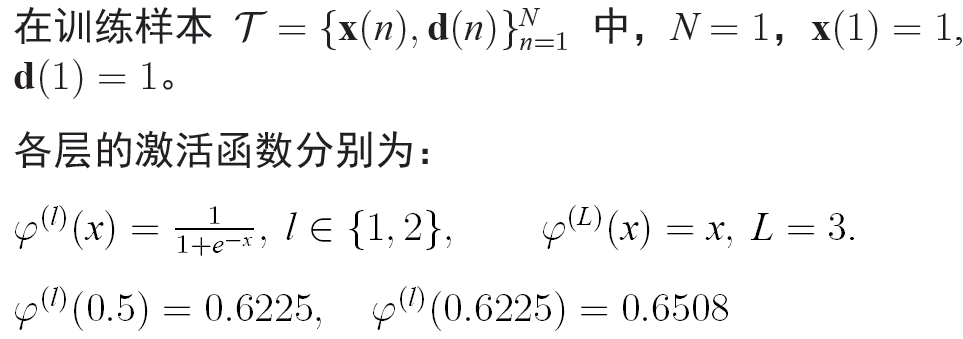 在训练样本 $\mathcal{T} = \{\mathbf{x}(n), \mathbf{d}(n)\}_{n=1}^{N}$ 中，$N = 1$，$\mathbf{x}(1) = 1$,
$\mathbf{d}(1) = 1$。
各层的激活函数分别为：
$\varphi^{(l)}(x) = \frac{1}{1+e^{-x}},\ l \in \{1, 2\},\quad \varphi^{(L)}(x) = x,\ L = 3.$
$\varphi^{(l)}(0.5) = 0.6225,\quad \varphi^{(l)}(0.6225) = 0.6508$